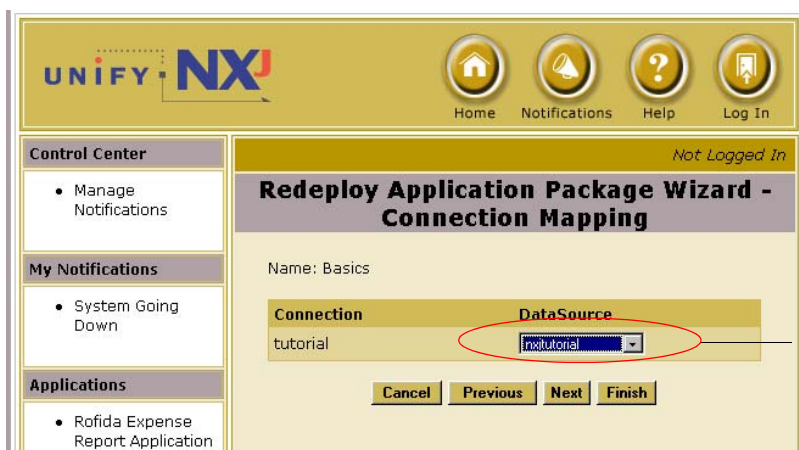 UNiFY NXJ
Home Notifications Help Log In
Control Center
Not Logged In
• Manage
Notifications
Redeploy Application Package Wizard -
Connection Mapping
My Notifications
Name: Basics
• System Going
Down
Connection DataSource
tutorial nxjtutorial
Applications
Cancel Previous Next Finish
• Rofida Expense
Report Application